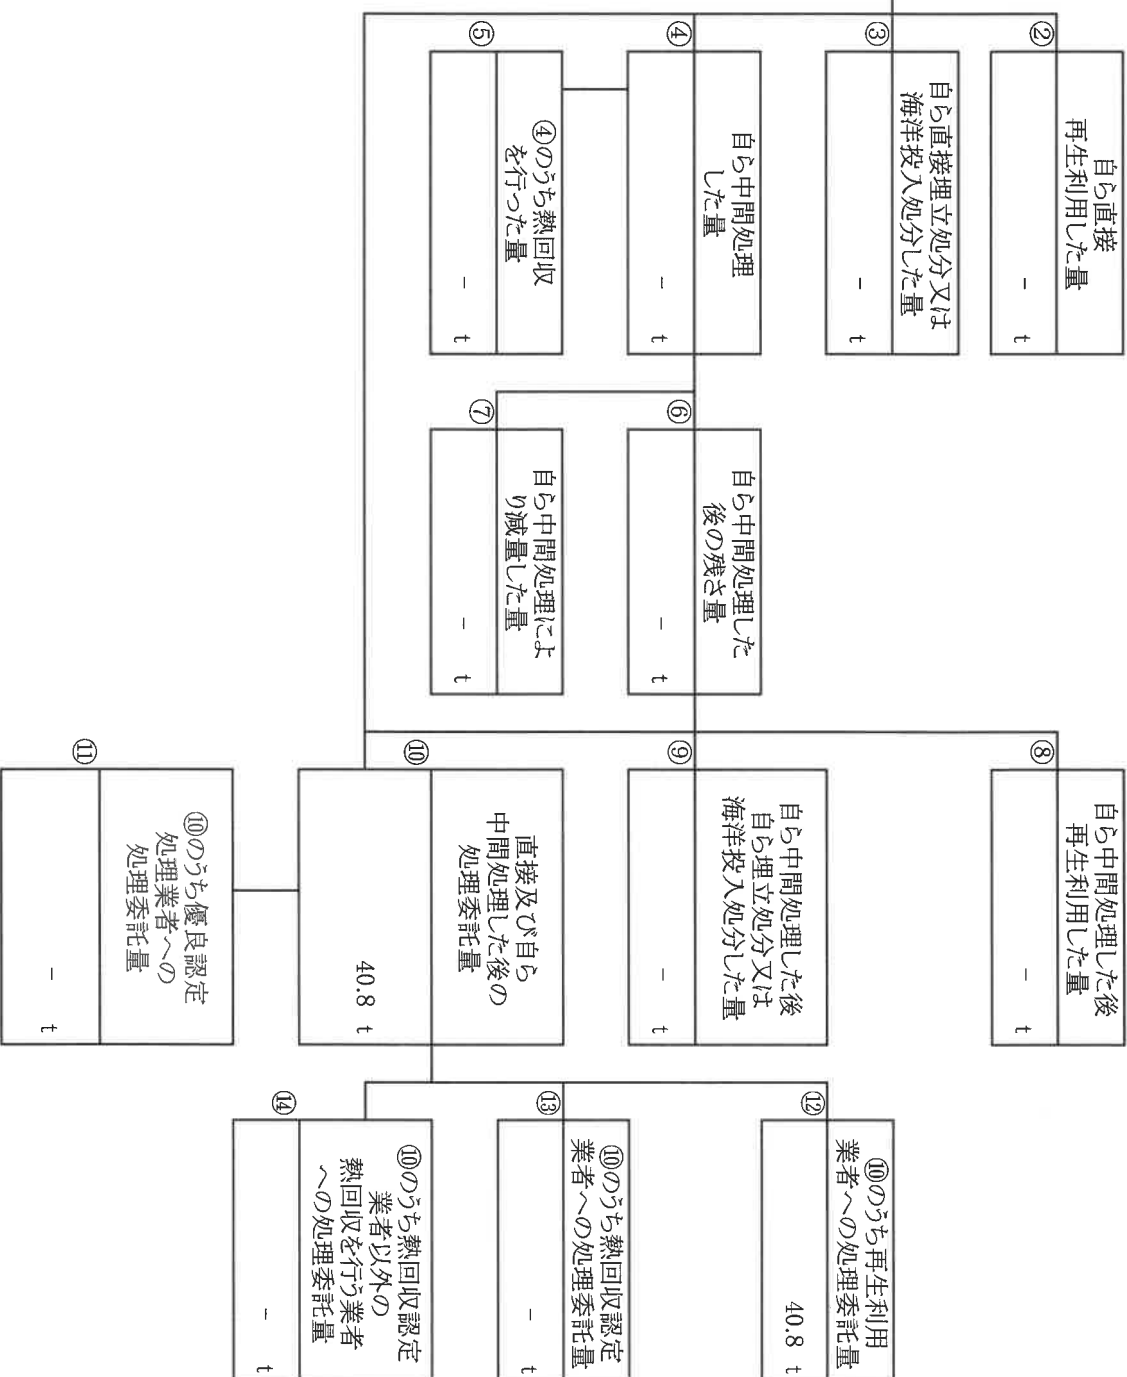 ②
自ら直接
再生利用した量
－ t
③
自ら直接埋立処分又は
海洋投入処分した量
－ t
④
自ら中間処理
した量
－ t
⑤
④のうち熱回収
を行った量
－ t
⑥
自ら中間処理した
後の残さ量
－ t
⑦
自ら中間処理によ
り減量した量
－ t
⑧
自ら中間処理した後
再生利用した量
－ t
⑨
自ら中間処理した後
自ら埋立処分又は
海洋投入処分した量
－ t
⑩
直接及び自ら
中間処理した後の
処理委託量
40.8 t
⑪
⑩のうち優良認定
処理業者への
処理委託量
－ t
⑫
⑩のうち再生利用
業者への処理委託量
40.8 t
⑬
⑩のうち熱回収認定
業者への処理委託量
－ t
⑭
⑩のうち熱回収認定
業者以外の
熱回収を行う業者
への処理委託量
－ t